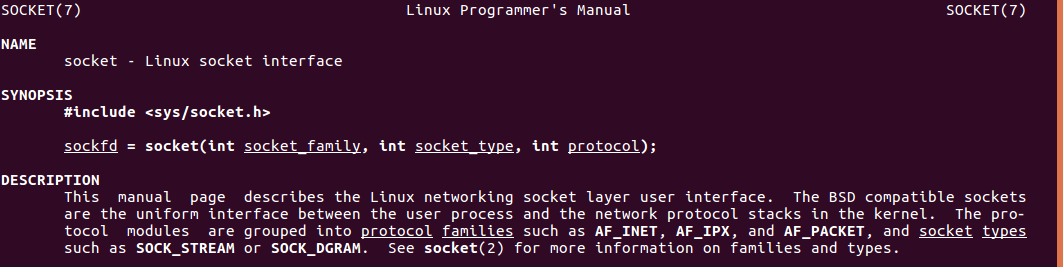 SOCKET(7) Linux Programmer's Manual SOCKET(7)
NAME
socket - Linux socket interface
SYNOPSIS
#include <sys/socket.h>
sockfd = socket(int socket_family, int socket_type, int protocol);
DESCRIPTION
This manual page describes the Linux networking socket layer user interface. The BSD compatible sockets
are the uniform interface between the user process and the network protocol stacks in the kernel. The pro-
tocol modules are grouped into protocol families such as AF_INET, AF_IPX, and AF_PACKET, and socket types
such as SOCK_STREAM or SOCK_DGRAM. See socket(2) for more information on families and types.